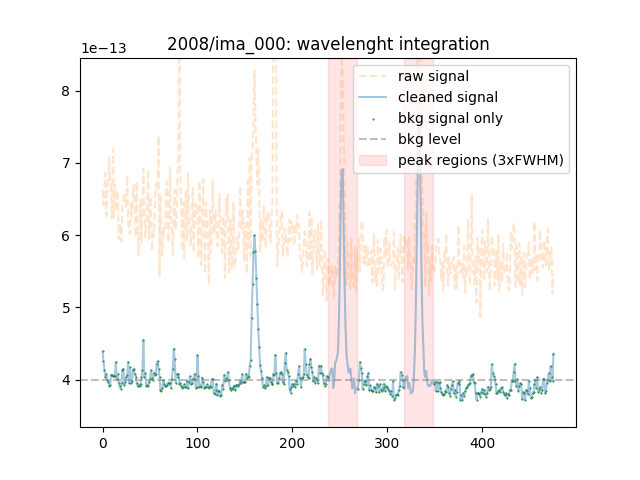 2008/ima_000: wavelenght integration
1e−13
raw signal
cleaned signal
bkg signal only
bkg level
peak regions (3xFWHM)
8
7
6
5
4
0 100 200 300 400